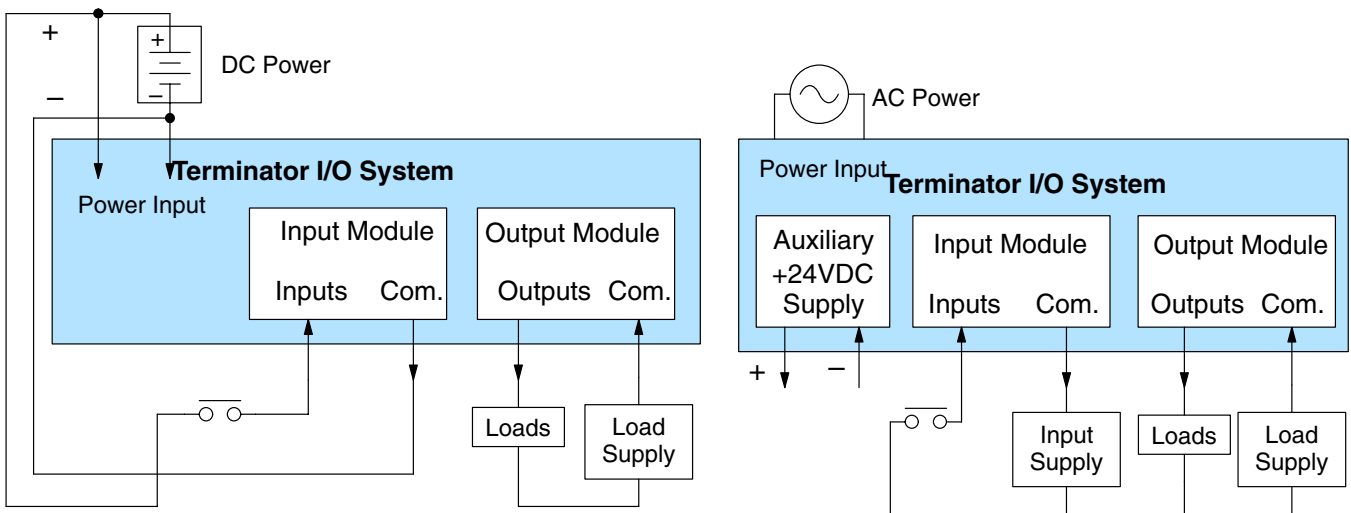 +
–
+
–
DC Power
Terminator I/O System
Power Input
Input Module
Inputs Com.
Output Module
Outputs Com.
Loads
Load
Supply
AC Power
Power Input
Terminator I/O System
Auxiliary
+24VDC
Supply
Input Module
Inputs Com.
Output Module
Outputs Com.
+
–
Input
Supply
Loads
Load
Supply